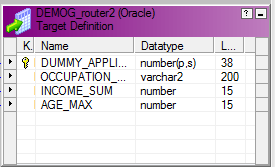 DEMOG_router2 (Oracle)
Target Definition
K. Name Datatype L...
DUMMY_APPLI... number(p,s) 38
OCCUPATION_... varchar2 200
INCOME_SUM number 15
AGE_MAX number 15